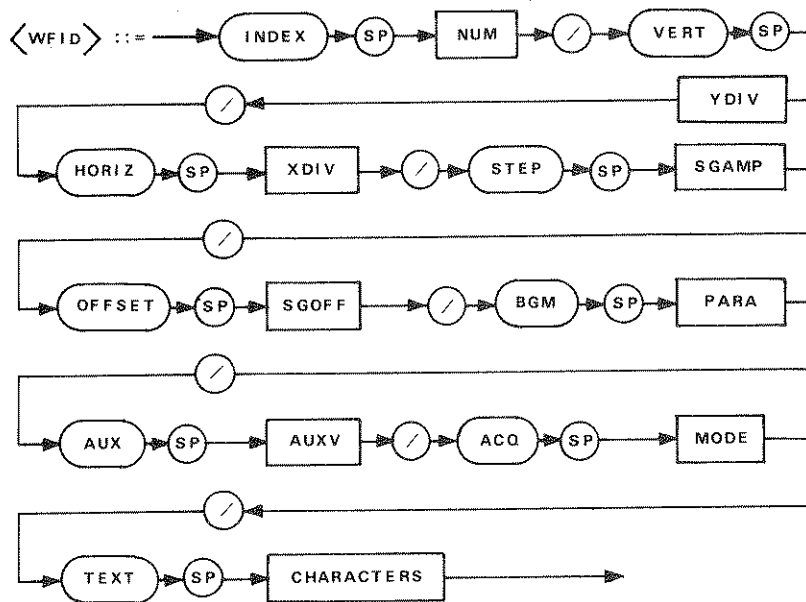 <WFID> ::= INDEX SP NUM / VERT SP
/ YDIV
HORIZ SP XDIV / STEP SP SGAMP
/
OFFSET SP SGOFF / BGM SP PARA
/
AUX SP AUXV / ACQ SP MODE
/
TEXT SP CHARACTERS